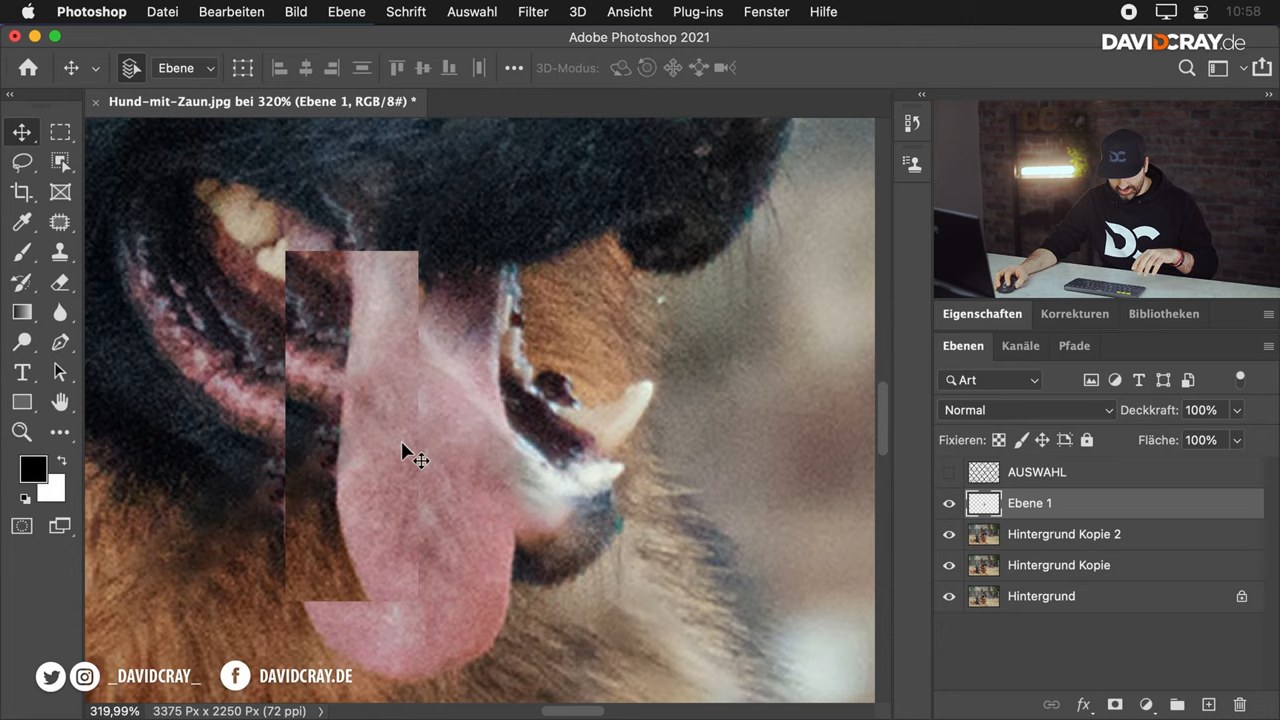 Photoshop Datei Bearbeiten Bild Ebene Schrift Auswahl Filter 3D Ansicht Plug-ins Fenster Hilfe 10:58
Adobe Photoshop 2021
DAVIDCRAY.de
Ebene 3D-Modus:
Hund-mit-Zaun.jpg bei 320% (Ebene 1, RGB/8#) *
DC
Eigenschaften Korrekturen Bibliotheken
Ebenen Kanäle Pfade
Art
Normal Deckkraft: 100%
Fixieren: Fläche: 100%
AUSWAHL
Ebene 1
Hintergrund Kopie 2
Hintergrund Kopie
Hintergrund
_DAVIDCRAY_ DAVIDCRAY.DE
319,99% 3375 Px x 2250 Px (72 ppi)